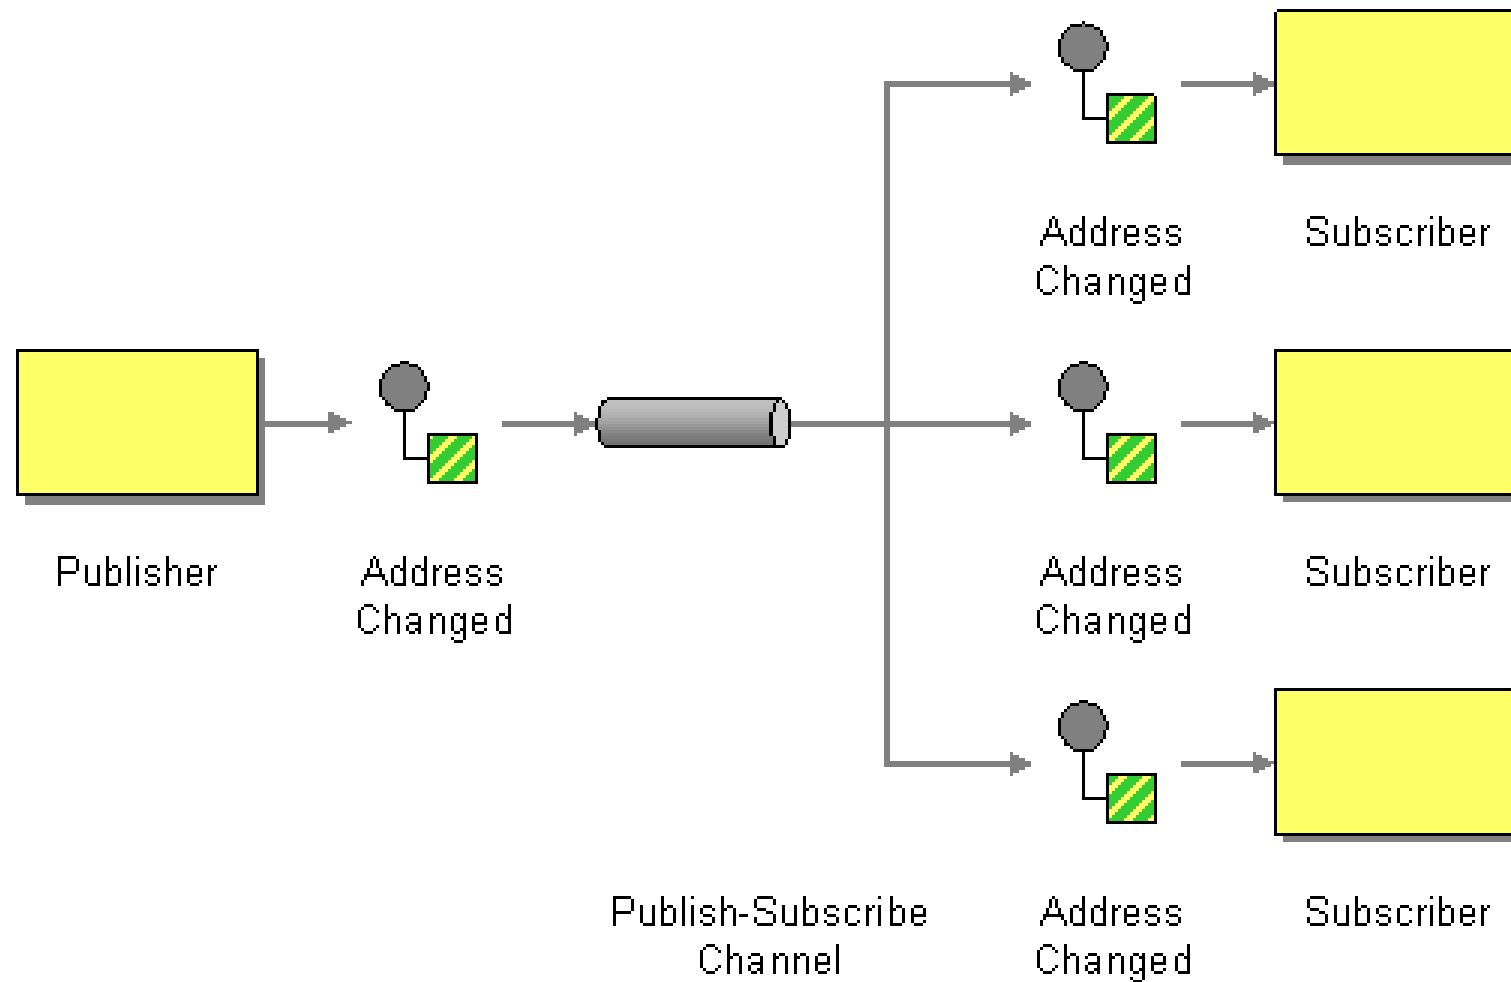 Address
Changed
Subscriber
Publisher
Address
Changed
Address
Changed
Subscriber
Publish-Subscribe
Channel
Address
Changed
Subscriber